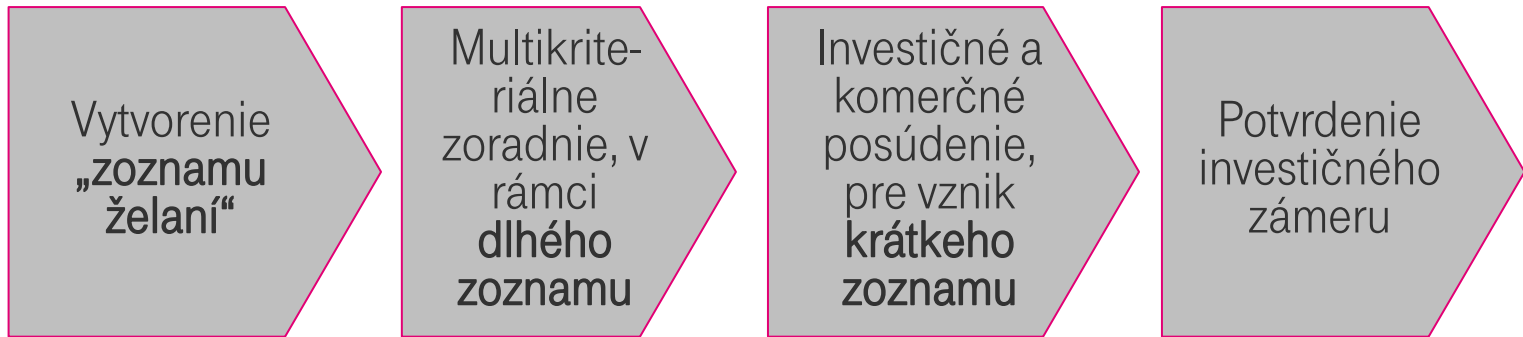 Vytvorenie
„zoznamu
želaní“
Multikrite-
riálne
zoradnie, v
rámci
dlhého
zoznamu
Investičné a
komerčné
posúdenie,
pre vznik
krátkeho
zoznamu
Potvrdenie
investičného
zámeru